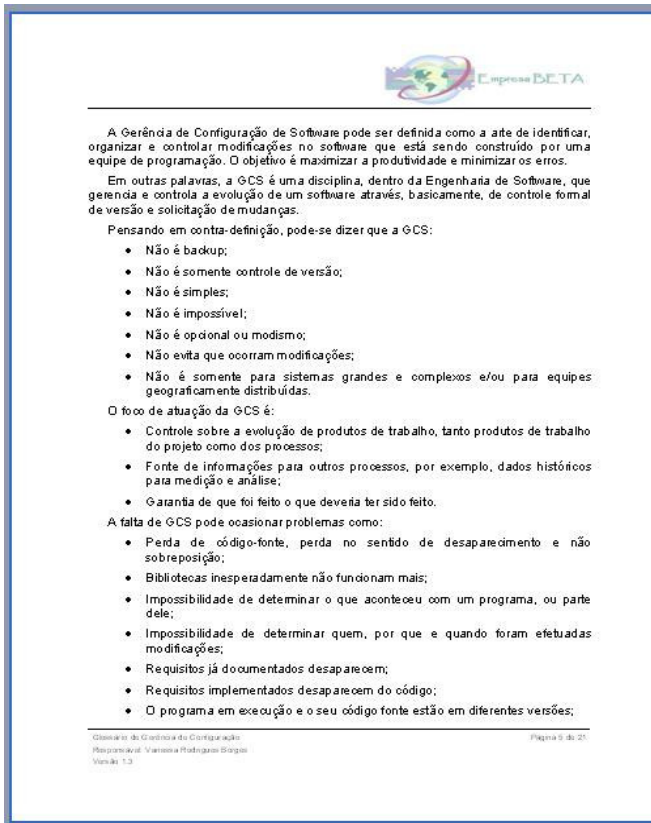 Empresa BETA
A Gerência de Configuração de Software pode ser definida como a arte de identificar,
organizar e controlar modificações no software que está sendo construído por uma
equipe de programação. O objetivo é maximizar a produtividade e minimizar os erros.
Em outras palavras, a GCS é uma disciplina, dentro da Engenharia de Software, que
gerencia e controla a evolução de um software através, basicamente, de controle formal
de versão e solicitação de mudanças.
Pensando em contra-definição, pode-se dizer que a GCS:
• Não é backup;
• Não é somente controle de versão;
• Não é simples;
• Não é impossível;
• Não é opcional ou modismo;
• Não evita que ocorram modificações;
• Não é somente para sistemas grandes e complexos e/ou para equipes
geograficamente distribuídas.
O foco de atuação da GCS é:
• Controle sobre a evolução de produtos de trabalho, tanto produtos de trabalho
do projeto como dos processos;
• Fonte de informações para outros processos, por exemplo, dados históricos
para medição e análise;
• Garantia de que foi feito o que deveria ter sido feito.
A falta de GCS pode ocasionar problemas como:
• Perda de código-fonte, perda no sentido de desaparecimento e não
sobreposição;
• Bibliotecas inesperadamente não funcionam mais;
• Impossibilidade de determinar o que aconteceu com um programa, ou parte
dele;
• Impossibilidade de determinar quem, por que e quando foram efetuadas
modificações;
• Requisitos já documentados desaparecem;
• Requisitos implementados desaparecem do código;
• O programa em execução e o seu código fonte estão em diferentes versões;
Glossário de Gerência de Configuração Página 5 de 21
Responsável: Vanessa Rodrigues Borges
Versão 1.3